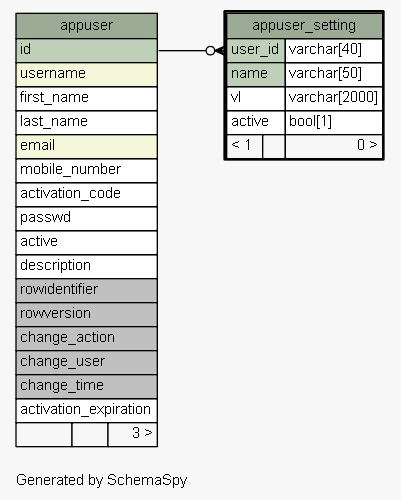 appuser
id
username
first_name
last_name
email
mobile_number
activation_code
passwd
active
description
rowidentifier
rowversion
change_action
change_user
change_time
activation_expiration
3 >
appuser_setting
user_id varchar[40]
name varchar[50]
vl varchar[2000]
active bool[1]
< 1 0 >
Generated by SchemaSpy